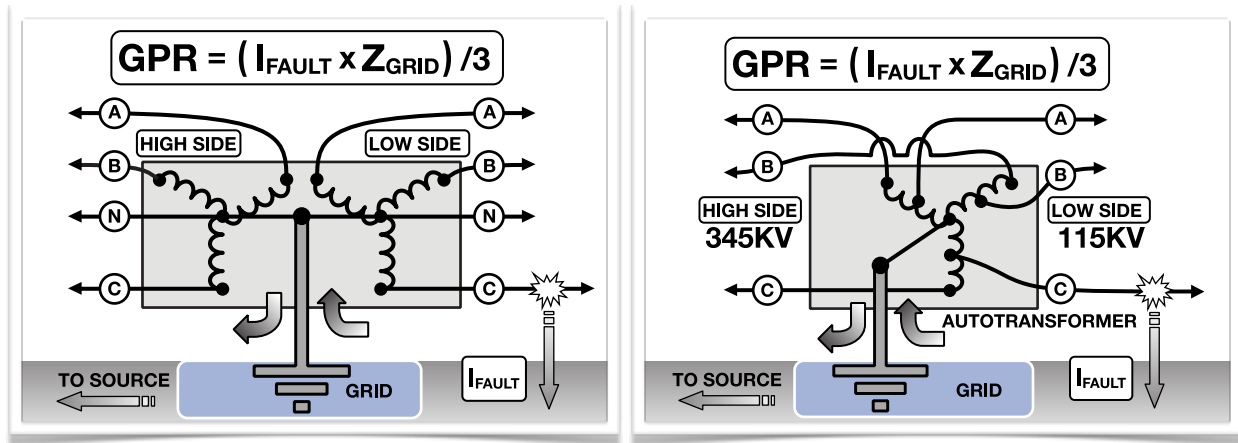 GPR = ( IFAULT x ZGRID ) /3
A
A
HIGH SIDE
LOW SIDE
B
B
N
N
C
C
TO SOURCE
GRID
IFAULT
GPR = ( IFAULT x ZGRID ) /3
A
A
B
B
HIGH SIDE
345KV
LOW SIDE
115KV
C
C
AUTOTRANSFORMER
TO SOURCE
GRID
IFAULT